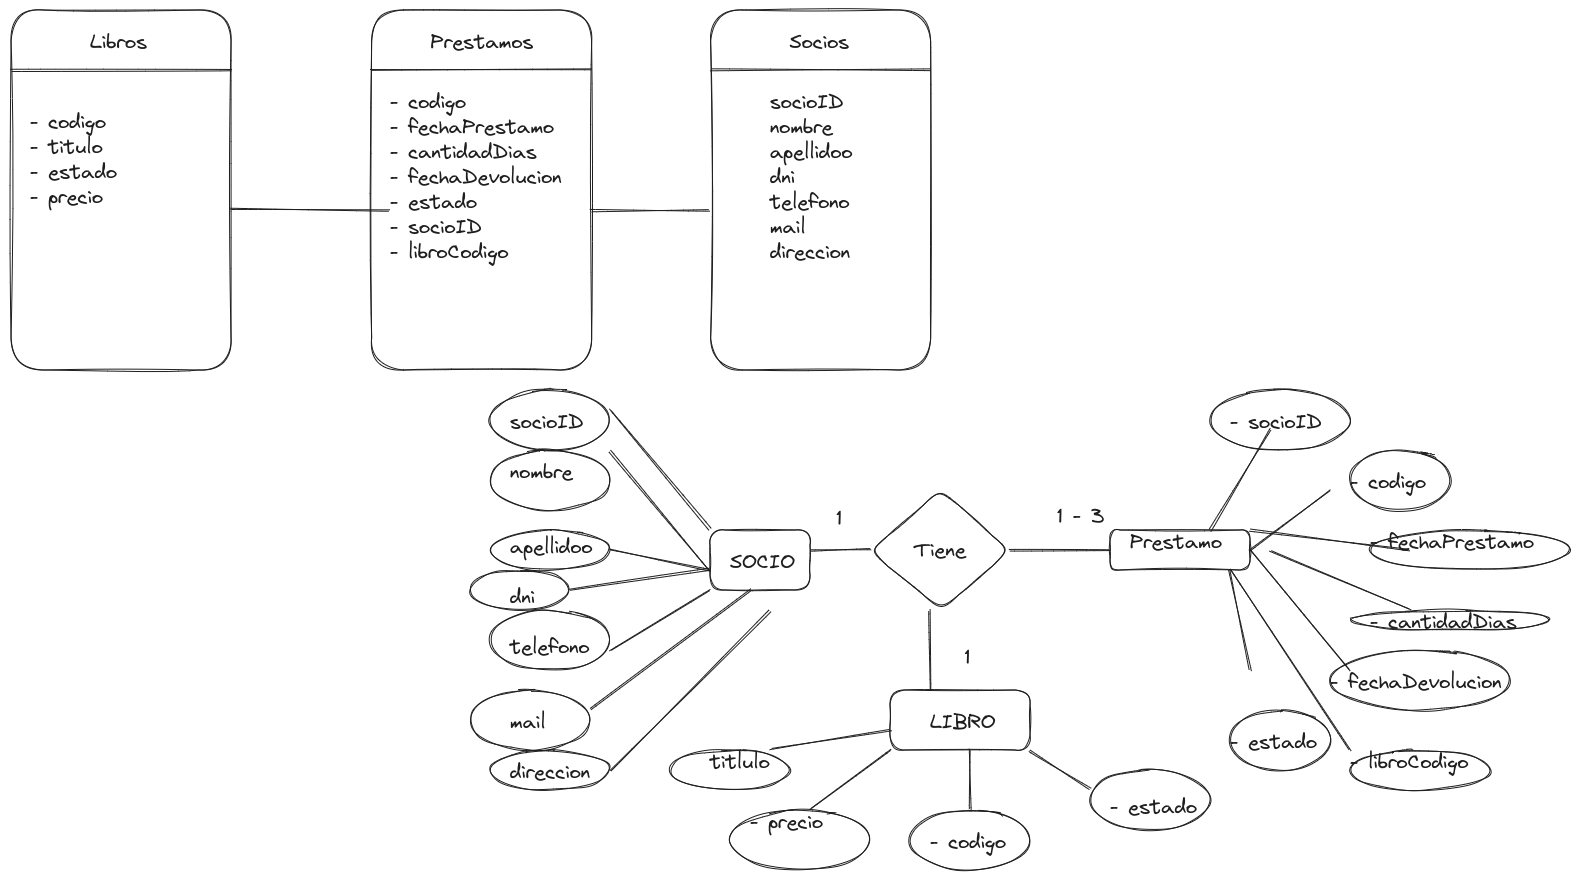 Libros
- codigo
- titulo
- estado
- precio
Prestamos
- codigo
- fechaPrestamo
- cantidadDias
- fechaDevolucion
- estado
- socioID
- libroCodigo
Socios
socioID
nombre
apellidoo
dni
telefono
mail
direccion
socioID
nombre
apellidoo
dni
telefono
mail
direccion
SOCIO
1
Tiene
1 - 3
Prestamo
- socioID
- codigo
- fechaPrestamo
- cantidadDias
- fechaDevolucion
- estado
- libroCodigo
1
LIBRO
titlulo
- precio
- codigo
- estado